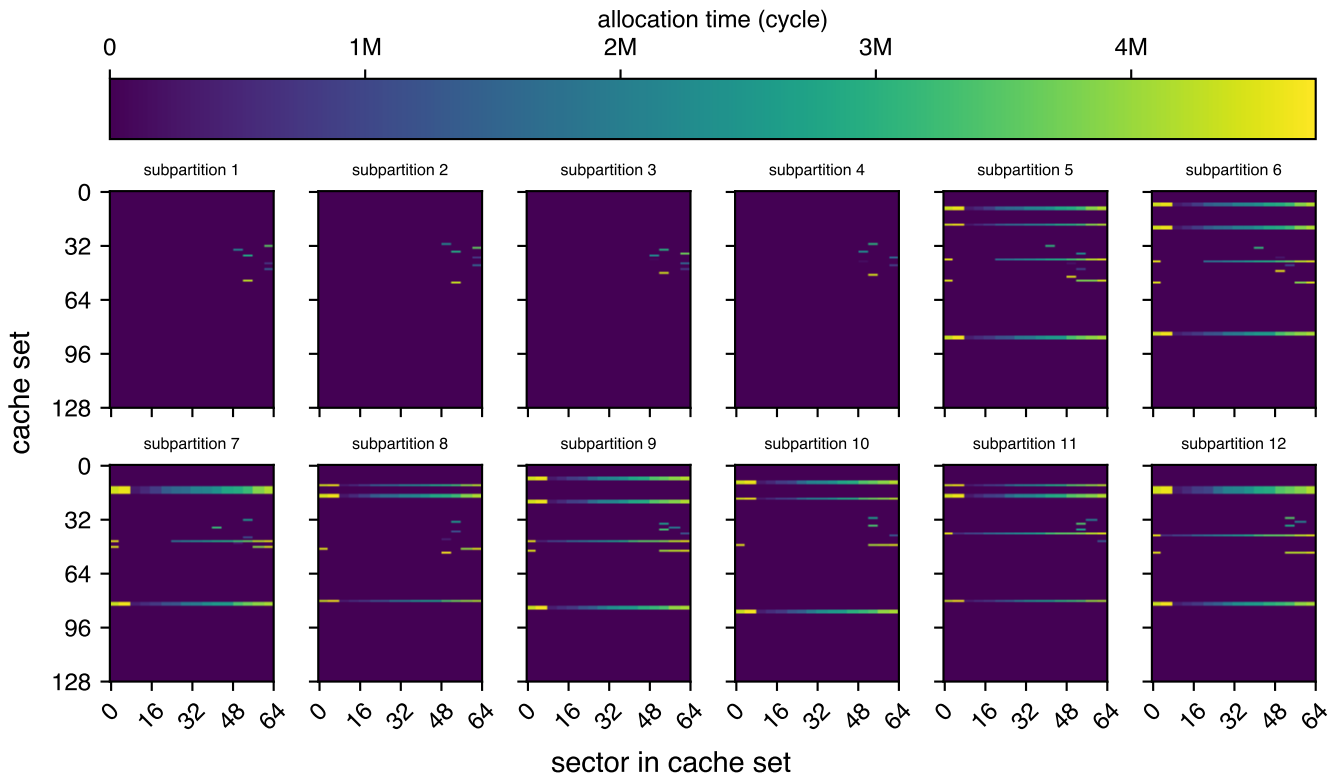 allocation time (cycle)
0 1M 2M 3M 4M
subpartition 1 subpartition 2 subpartition 3 subpartition 4 subpartition 5 subpartition 6
0
32
64
96
128
cache set
subpartition 7 subpartition 8 subpartition 9 subpartition 10 subpartition 11 subpartition 12
0
32
64
96
128
0 16 32 48 64 0 16 32 48 64 0 16 32 48 64 0 16 32 48 64 0 16 32 48 64 0 16 32 48 64
sector in cache set